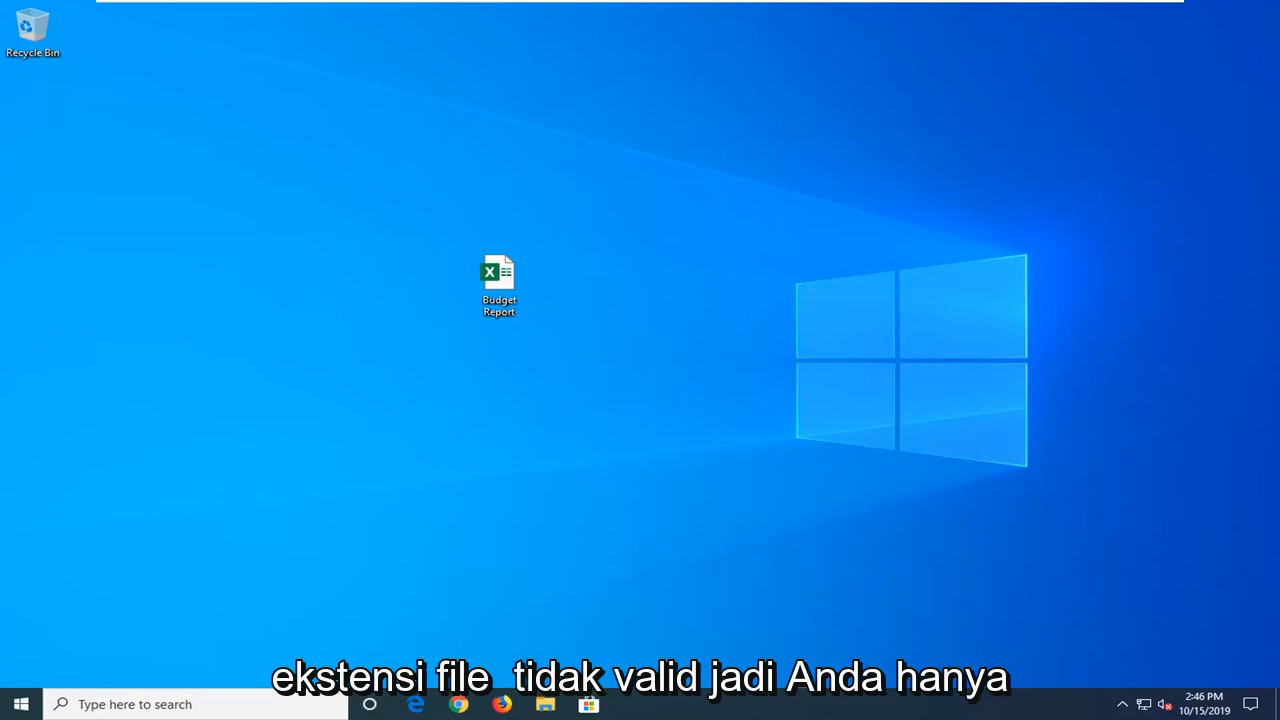 Recycle Bin
Budget
Report
ekstensi file  tidak valid jadi Anda hanya
Type here to search
2:46 PM
10/15/2019